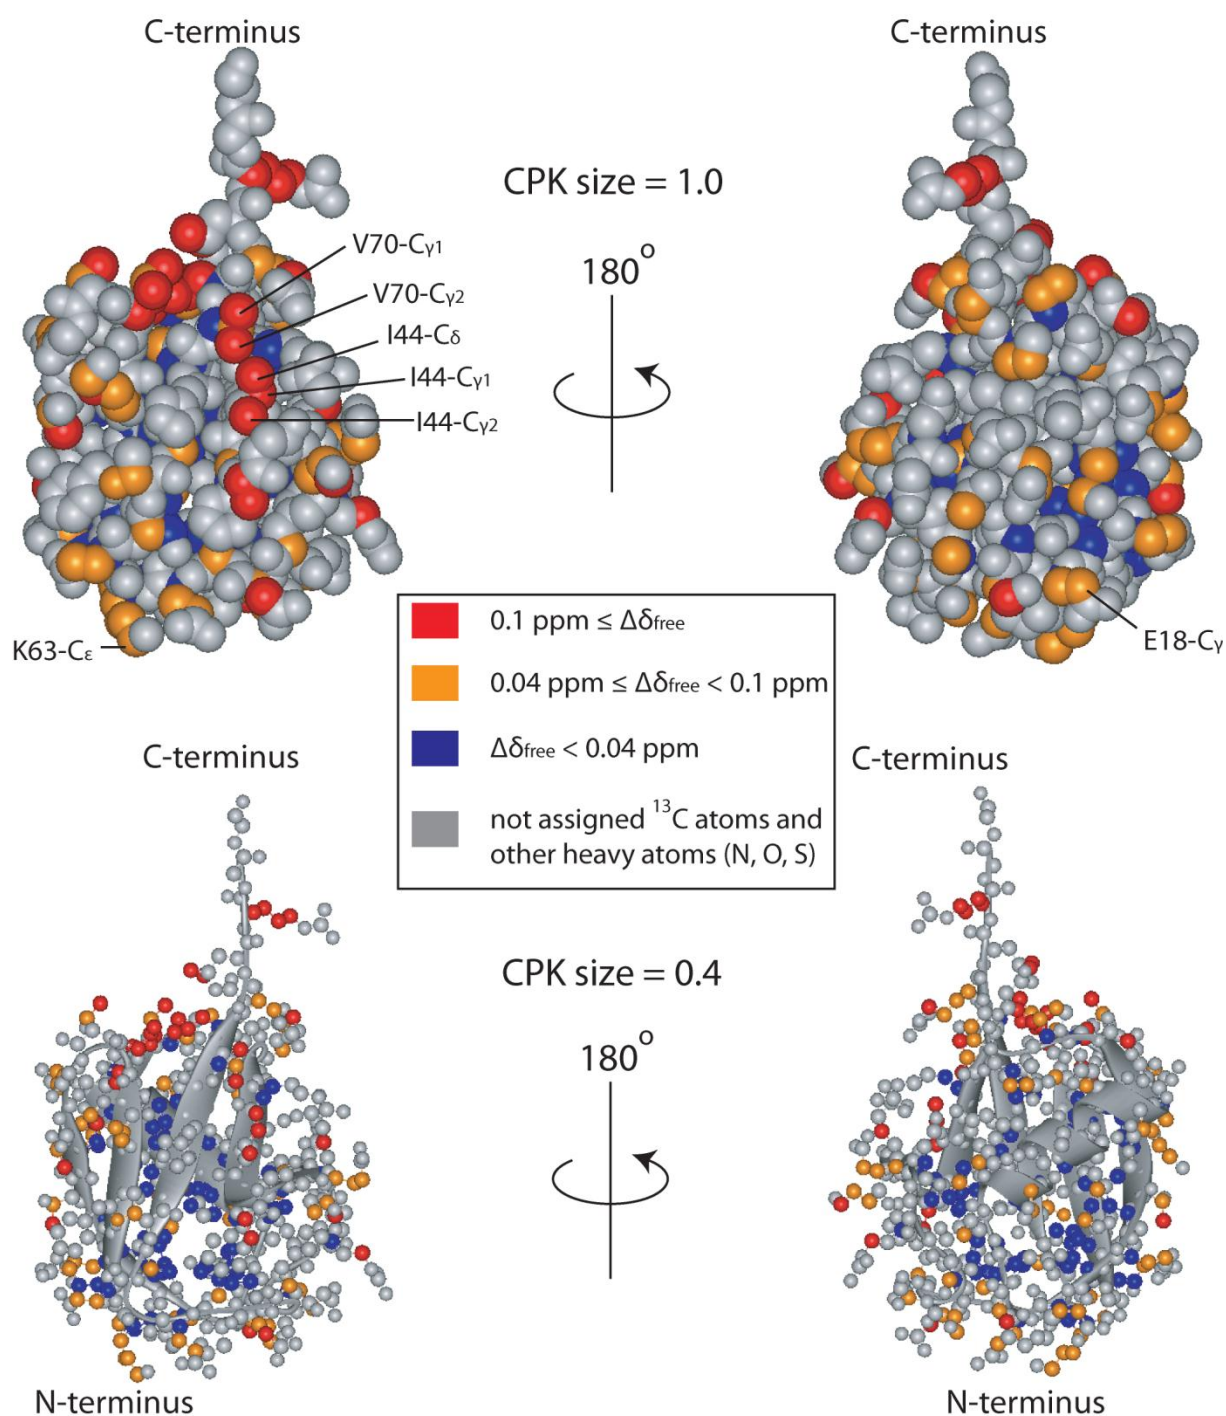 C-terminus
C-terminus
CPK size = 1.0
180°
V70-Cγ1
V70-Cγ2
I44-Cδ
I44-Cγ1
I44-Cγ2
K63-Cε
E18-Cγ
0.1 ppm ≤ Δδfree
0.04 ppm ≤ Δδfree < 0.1 ppm
Δδfree < 0.04 ppm
not assigned ¹³C atoms and
other heavy atoms (N, O, S)
C-terminus
C-terminus
CPK size = 0.4
180°
N-terminus
N-terminus